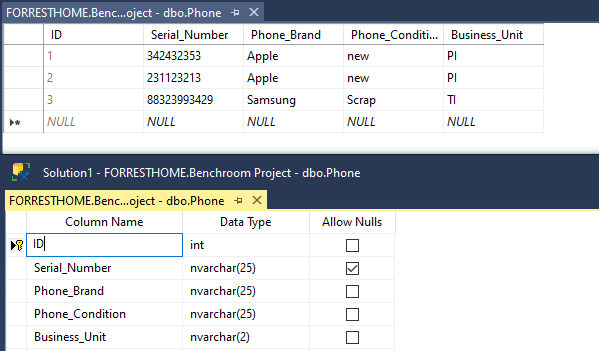 FORRESTHOME.Benc...oject - dbo.Phone
ID Serial_Number Phone_Brand Phone_Conditi... Business_Unit
1 342432353 Apple new PI
2 231123213 Apple new PI
3 88323993429 Samsung Scrap TI
NULL NULL NULL NULL NULL
Solution1 - FORRESTHOME.Benchroom Project - dbo.Phone
FORRESTHOME.Benc...oject - dbo.Phone
Column Name Data Type Allow Nulls
ID int
Serial_Number nvarchar(25)
Phone_Brand nvarchar(25)
Phone_Condition nvarchar(25)
Business_Unit nvarchar(2)